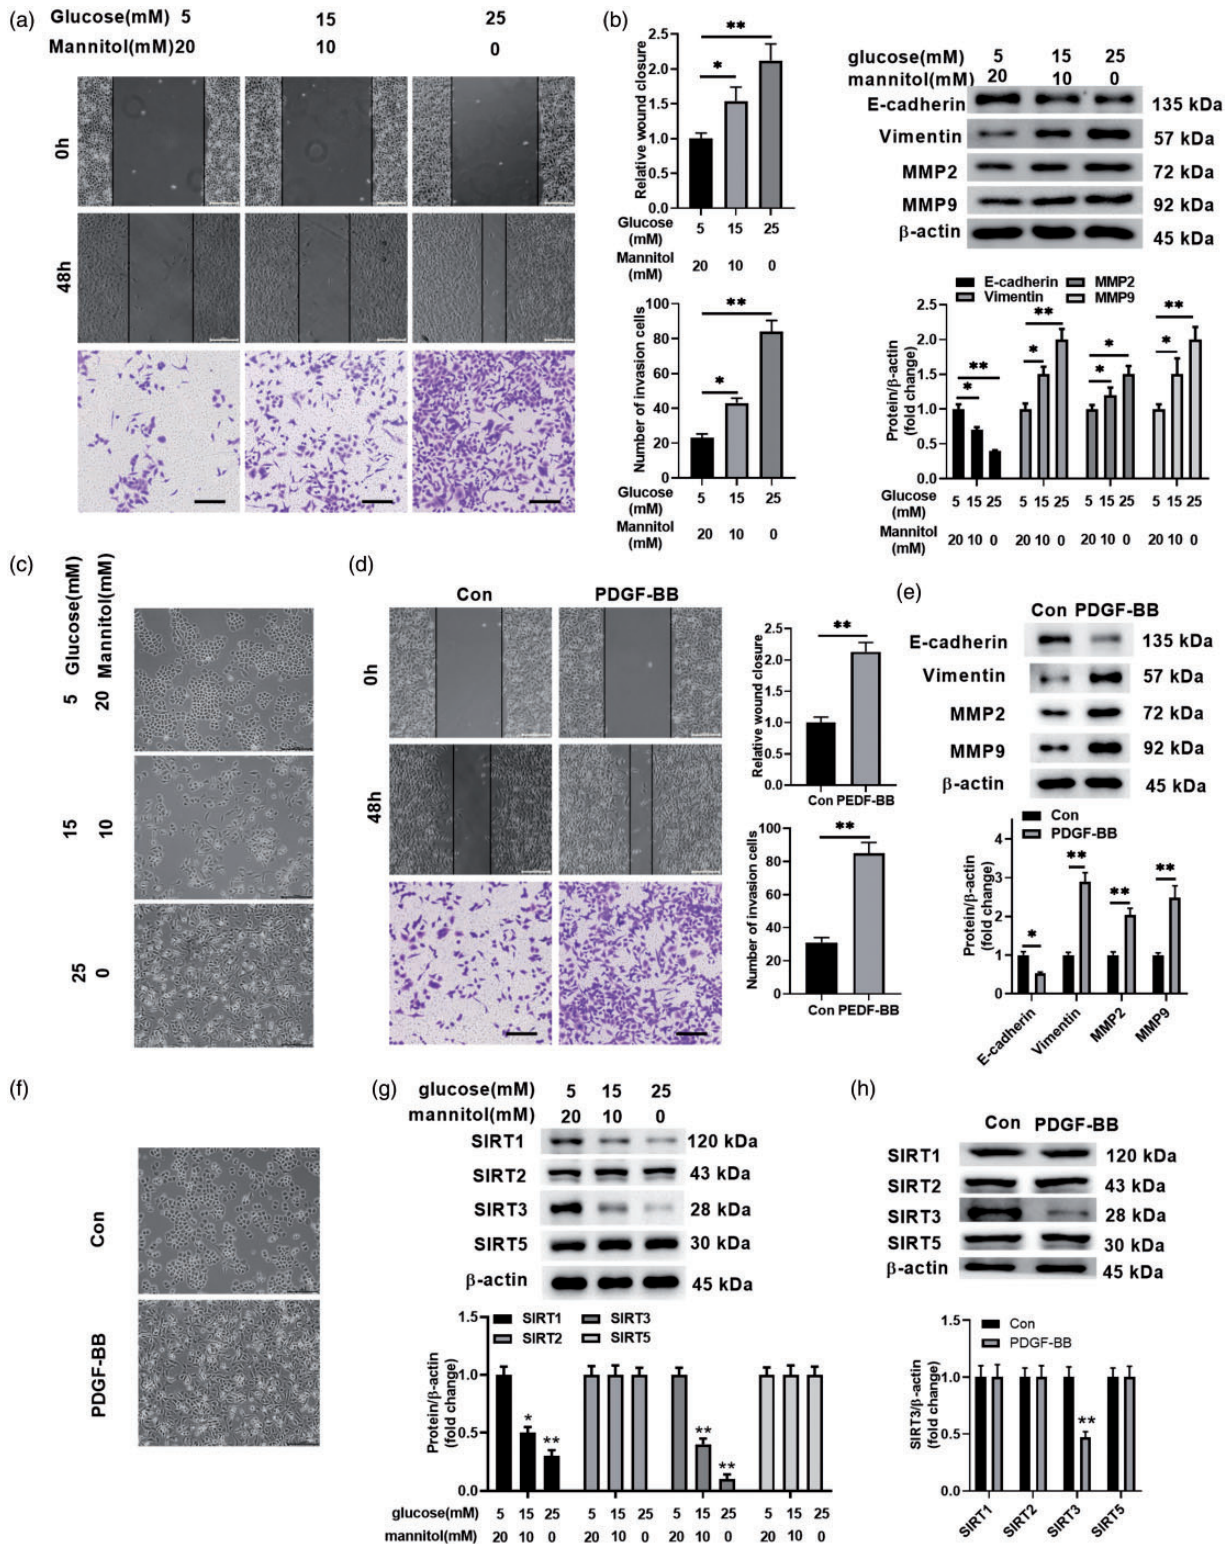 (a)
Glucose(mM) 5 15 25
Mannitol(mM)20 10 0
0h
48h
(b)
Relative wound closure
2.5
2.0
1.5
1.0
0.5
0.0
*
**
Glucose (mM) 5 15 25
Mannitol (mM) 20 10 0
Number of invasion cells
100
80
60
40
20
0
*
**
Glucose (mM) 5 15 25
Mannitol (mM) 20 10 0
glucose(mM) 5 15 25
mannitol(mM) 20 10 0
E-cadherin 135 kDa
Vimentin 57 kDa
MMP2 72 kDa
MMP9 92 kDa
β-actin 45 kDa
E-cadherin MMP2
Vimentin MMP9
Protein/β-actin
(fold change)
2.5
2.0
1.5
1.0
0.5
0.0
** * ** * * * ** *
Glucose (mM) 5 15 25 5 15 25 5 15 25 5 15 25
Mannitol (mM) 20 10 0 20 10 0 20 10 0 20 10 0
(c)
Glucose(mM) Mannitol(mM)
5 20
15 10
25 0
(d)
Con PDGF-BB
0h
48h
Relative wound closure
2.5
2.0
1.5
1.0
0.5
0.0
**
Con PEDF-BB
Number of invasion cells
100
80
60
40
20
0
**
Con PEDF-BB
(e)
Con PDGF-BB
E-cadherin 135 kDa
Vimentin 57 kDa
MMP2 72 kDa
MMP9 92 kDa
β-actin 45 kDa
Con
PDGF-BB
Protein/β-actin
(fold change)
4
3
2
1
0
* ** ** **
E-cadherin Vimentin MMP2 MMP9
(f)
Con
PDGF-BB
(g)
glucose(mM) 5 15 25
mannitol(mM) 20 10 0
SIRT1 120 kDa
SIRT2 43 kDa
SIRT3 28 kDa
SIRT5 30 kDa
β-actin 45 kDa
SIRT1 SIRT3
SIRT2 SIRT5
Protein/β-actin
(fold change)
1.5
1.0
0.5
0.0
* ** ** **
glucose(mM) 5 15 25 5 15 25 5 15 25 5 15 25
mannitol(mM) 20 10 0 20 10 0 20 10 0 20 10 0
(h)
Con PDGF-BB
SIRT1 120 kDa
SIRT2 43 kDa
SIRT3 28 kDa
SIRT5 30 kDa
β-actin 45 kDa
Con
PDGF-BB
SIRT3/β-actin
(fold change)
1.5
1.0
0.5
0.0
**
SIRT1 SIRT2 SIRT3 SIRT5